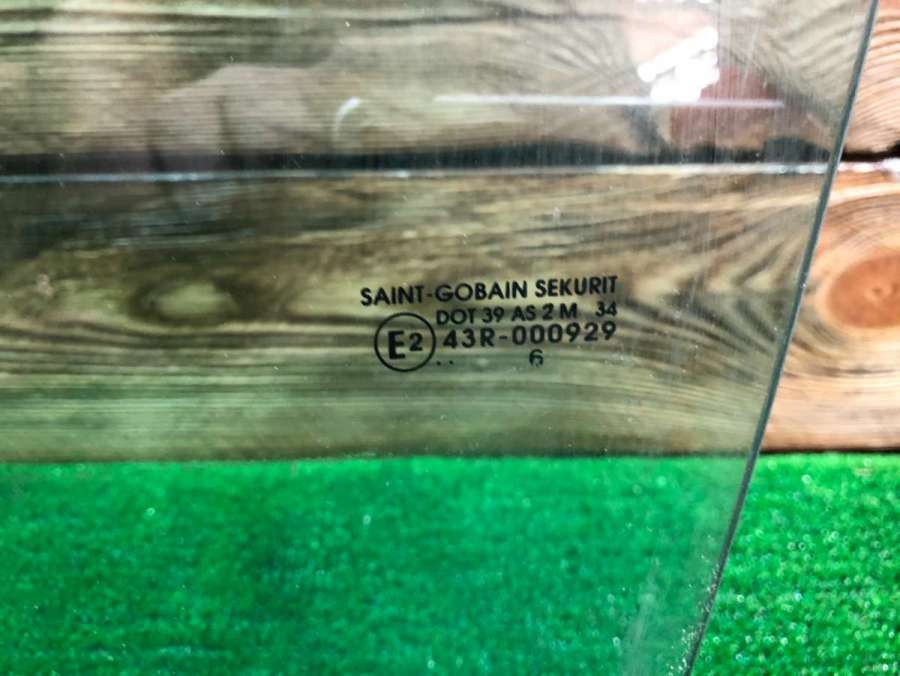 SAINT-GOBAIN SEKURIT
DOT 39 AS 2 M 34
E2 43R-000929
.. 6